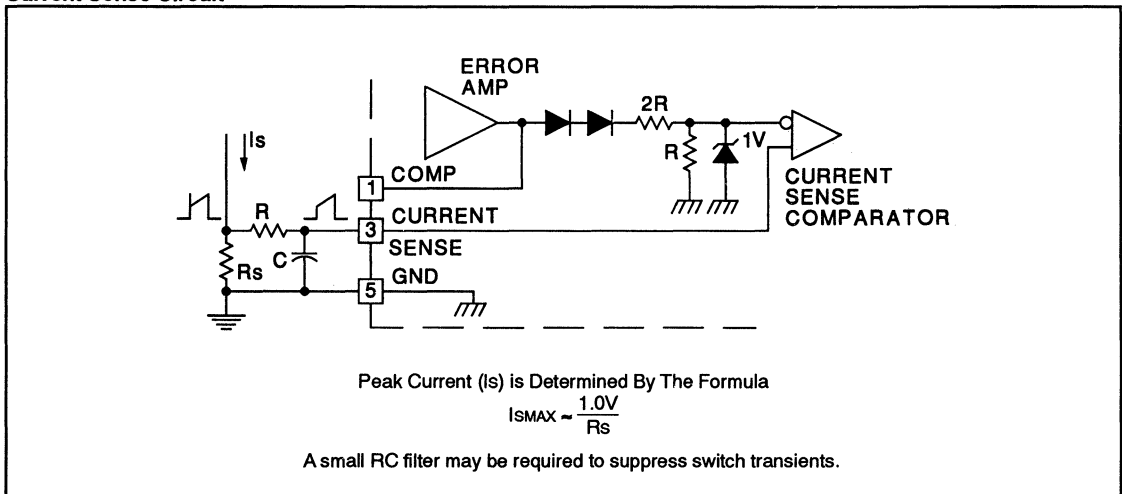 ERROR
AMP
2R
Is
R
1V
1 COMP
CURRENT
SENSE
COMPARATOR
R
3 CURRENT
SENSE
C
Rs
GND
5
Peak Current (Is) is Determined By The Formula
ISMAX ~ 1.0V
Rs
A small RC filter may be required to suppress switch transients.